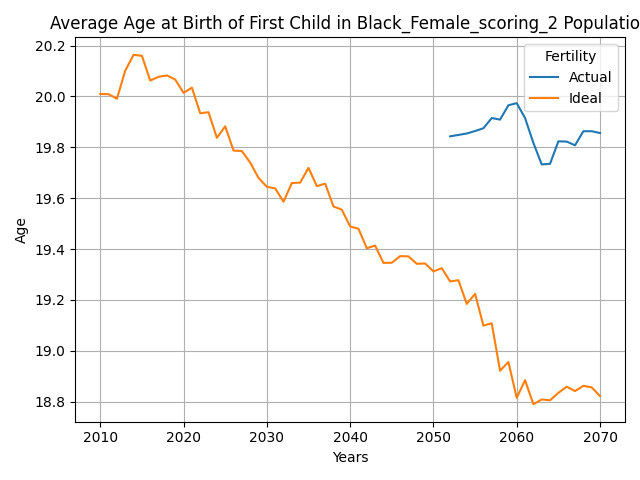 Average Age at Birth of First Child in Black_Female_scoring_2 Populatio
Fertility
Actual
Ideal
20.2
20.0
19.8
19.6
19.4
19.2
19.0
18.8
Age
2010 2020 2030 2040 2050 2060 2070
Years